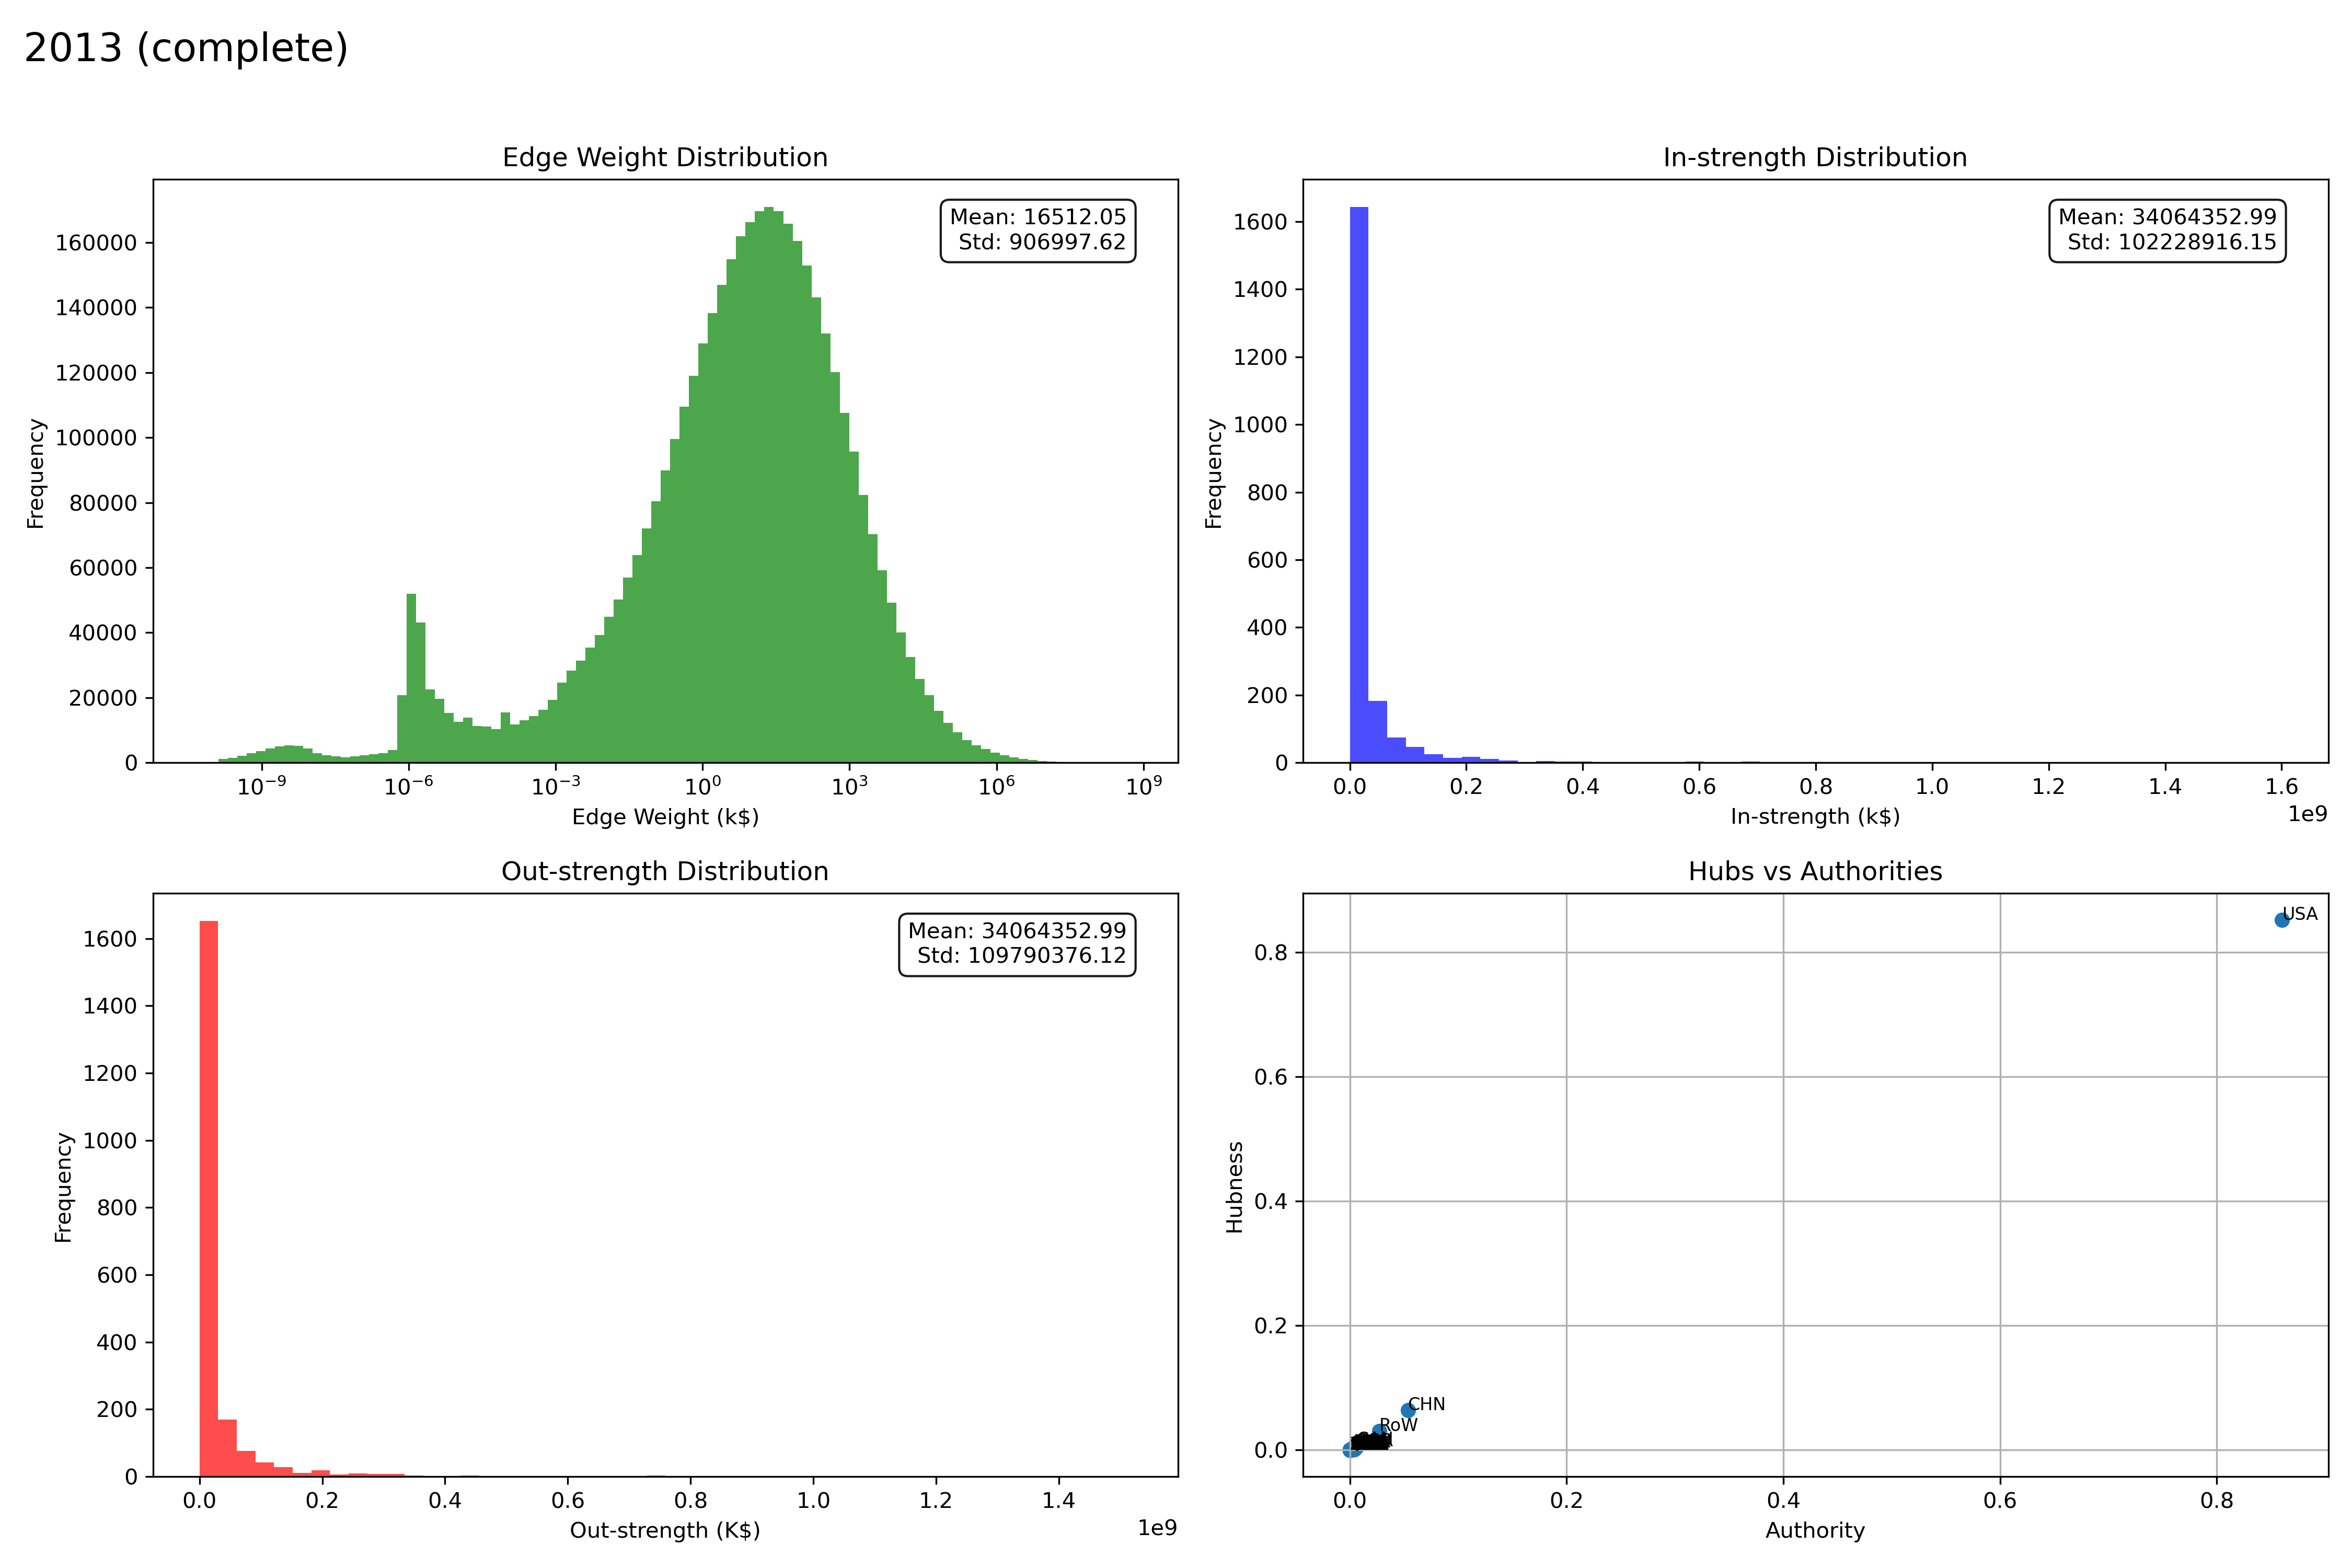 2013 (complete)
Edge Weight Distribution
Mean: 16512.05
Std: 906997.62
Frequency
160000
140000
120000
100000
80000
60000
40000
20000
0
10⁻⁹ 10⁻⁶ 10⁻³ 10⁰ 10³ 10⁶ 10⁹
Edge Weight (k$)
In-strength Distribution
Mean: 34064352.99
Std: 102228916.15
Frequency
1600
1400
1200
1000
800
600
400
200
0
0.0 0.2 0.4 0.6 0.8 1.0 1.2 1.4 1.6
1e9
In-strength (k$)
Out-strength Distribution
Mean: 34064352.99
Std: 109790376.12
Frequency
1600
1400
1200
1000
800
600
400
200
0
0.0 0.2 0.4 0.6 0.8 1.0 1.2 1.4
1e9
Out-strength (K$)
Hubs vs Authorities
USA
CHN
RoW
Hubness
0.8
0.6
0.4
0.2
0.0
0.0 0.2 0.4 0.6 0.8
Authority